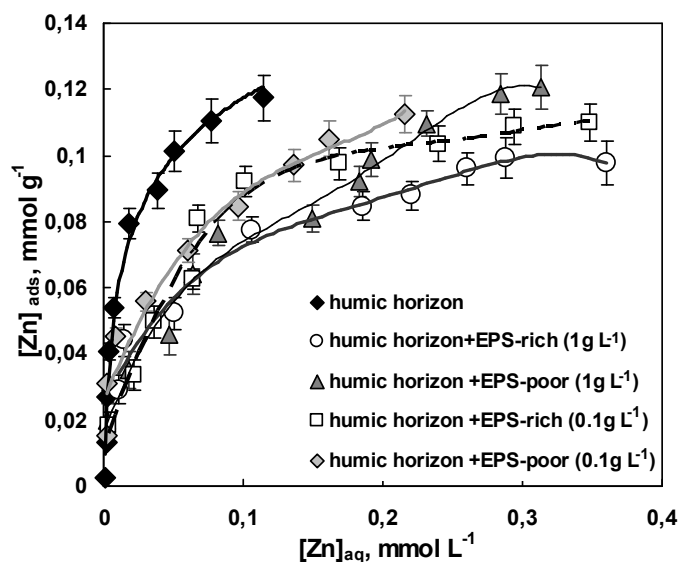 0,14
0,12
0,1
0,08
0,06
0,04
0,02
0
[Zn] ads, mmol g-1
humic horizon
humic horizon+EPS-rich (1g L-1)
humic horizon +EPS-poor (1g L-1)
humic horizon +EPS-rich (0.1g L-1)
humic horizon +EPS-poor (0.1g L-1)
0 0,1 0,2 0,3 0,4
[Zn]aq, mmol L-1